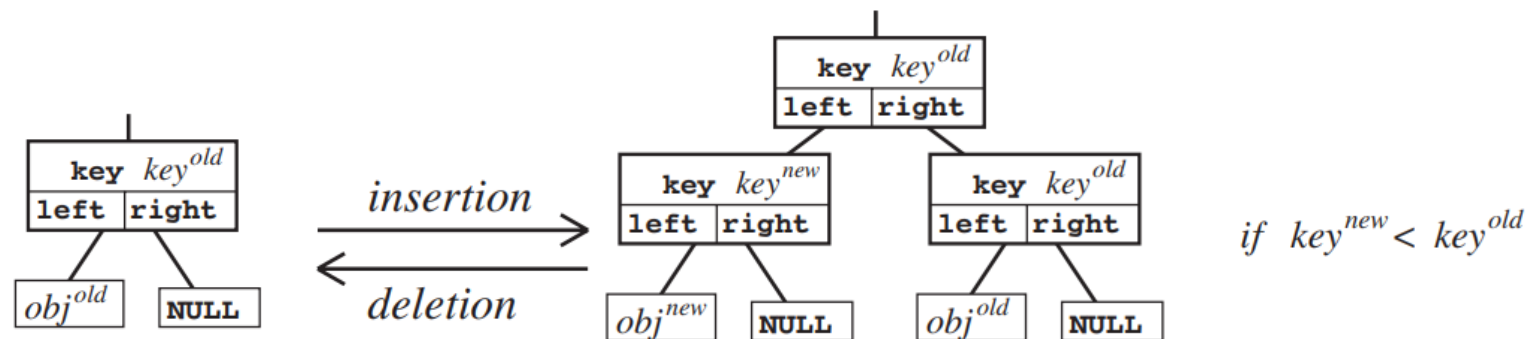 key key^old
left right
obj^old NULL
insertion
deletion
key key^old
left right
key key^new
left right
obj^new NULL
key key^old
left right
obj^old NULL
if key^new < key^old